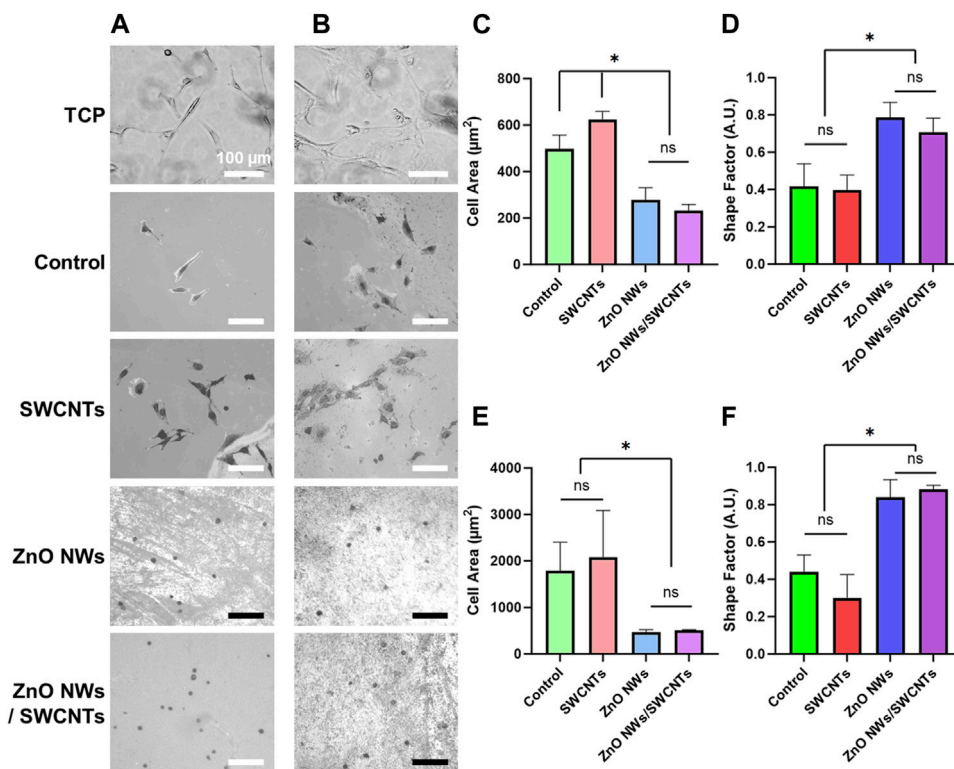 A
B
TCP
100 µm
Control
SWCNTs
ZnO NWs
ZnO NWs
/ SWCNTs
C
*
ns
800
600
400
200
0
Cell Area (µm²)
Control
SWCNTs
ZnO NWs
ZnO NWs/SWCNTs
D
*
ns
ns
1.0
0.8
0.6
0.4
0.2
0.0
Shape Factor (A.U.)
Control
SWCNTs
ZnO NWs
ZnO NWs/SWCNTs
E
*
ns
ns
4000
3000
2000
1000
0
Cell Area (µm²)
Control
SWCNTs
ZnO NWs
ZnO NWs/SWCNTs
F
*
ns
ns
1.0
0.8
0.6
0.4
0.2
0.0
Shape Factor (A.U.)
Control
SWCNTs
ZnO NWs
ZnO NWs/SWCNTs